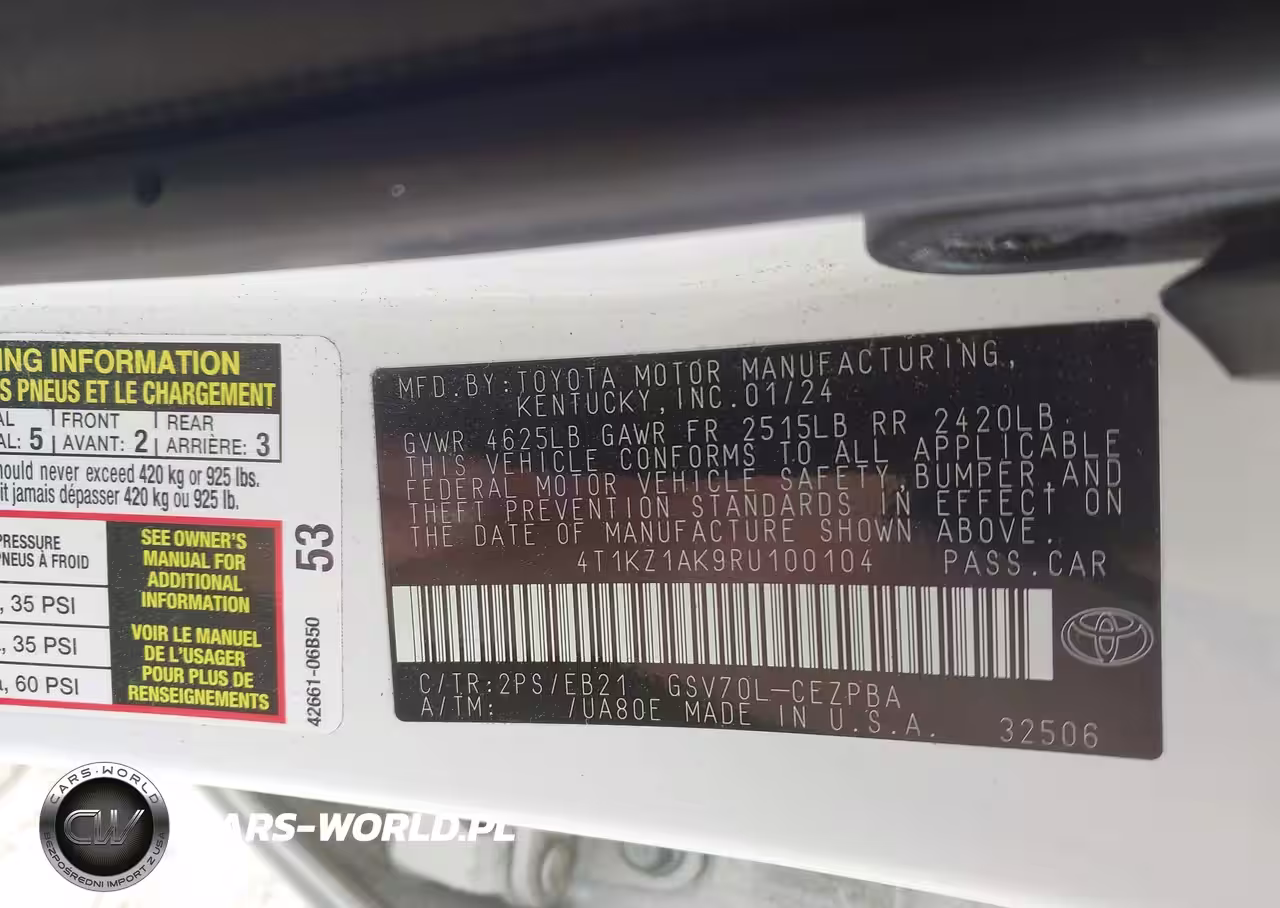 ING INFORMATION
S PNEUS ET LE CHARGEMENT
AL FRONT REAR
AL: 5 AVANT: 2 ARRIÈRE: 3
hould never exceed 420 kg or 925 lbs.
it jamais dépasser 420 kg ou 925 lb.
PRESSURE
PNEUS À FROID
, 35 PSI
, 35 PSI
, 60 PSI
SEE OWNER'S
MANUAL FOR
ADDITIONAL
INFORMATION
VOIR LE MANUEL
DE L'USAGER
POUR PLUS DE
RENSEIGNEMENTS
53
42661-06B50
MFD.BY:TOYOTA MOTOR MANUFACTURING,
KENTUCKY,INC.01/24
GVWR 4625LB GAWR FR 2515LB RR 2420LB
THIS VEHICLE CONFORMS TO ALL APPLICABLE
FEDERAL MOTOR VEHICLE SAFETY,BUMPER,AND
THEFT PREVENTION STANDARDS IN EFFECT ON
THE DATE OF MANUFACTURE SHOWN ABOVE.
4T1KZ1AK9RU100104 PASS.CAR
C/TR:2PS/EB21 GSV70L-CEZPBA
A/TM: /UA80E MADE IN U.S.A.
32506
CARS-WORLD
CW
BEZPOŚREDNI IMPORT Z USA
CARS-WORLD.PL